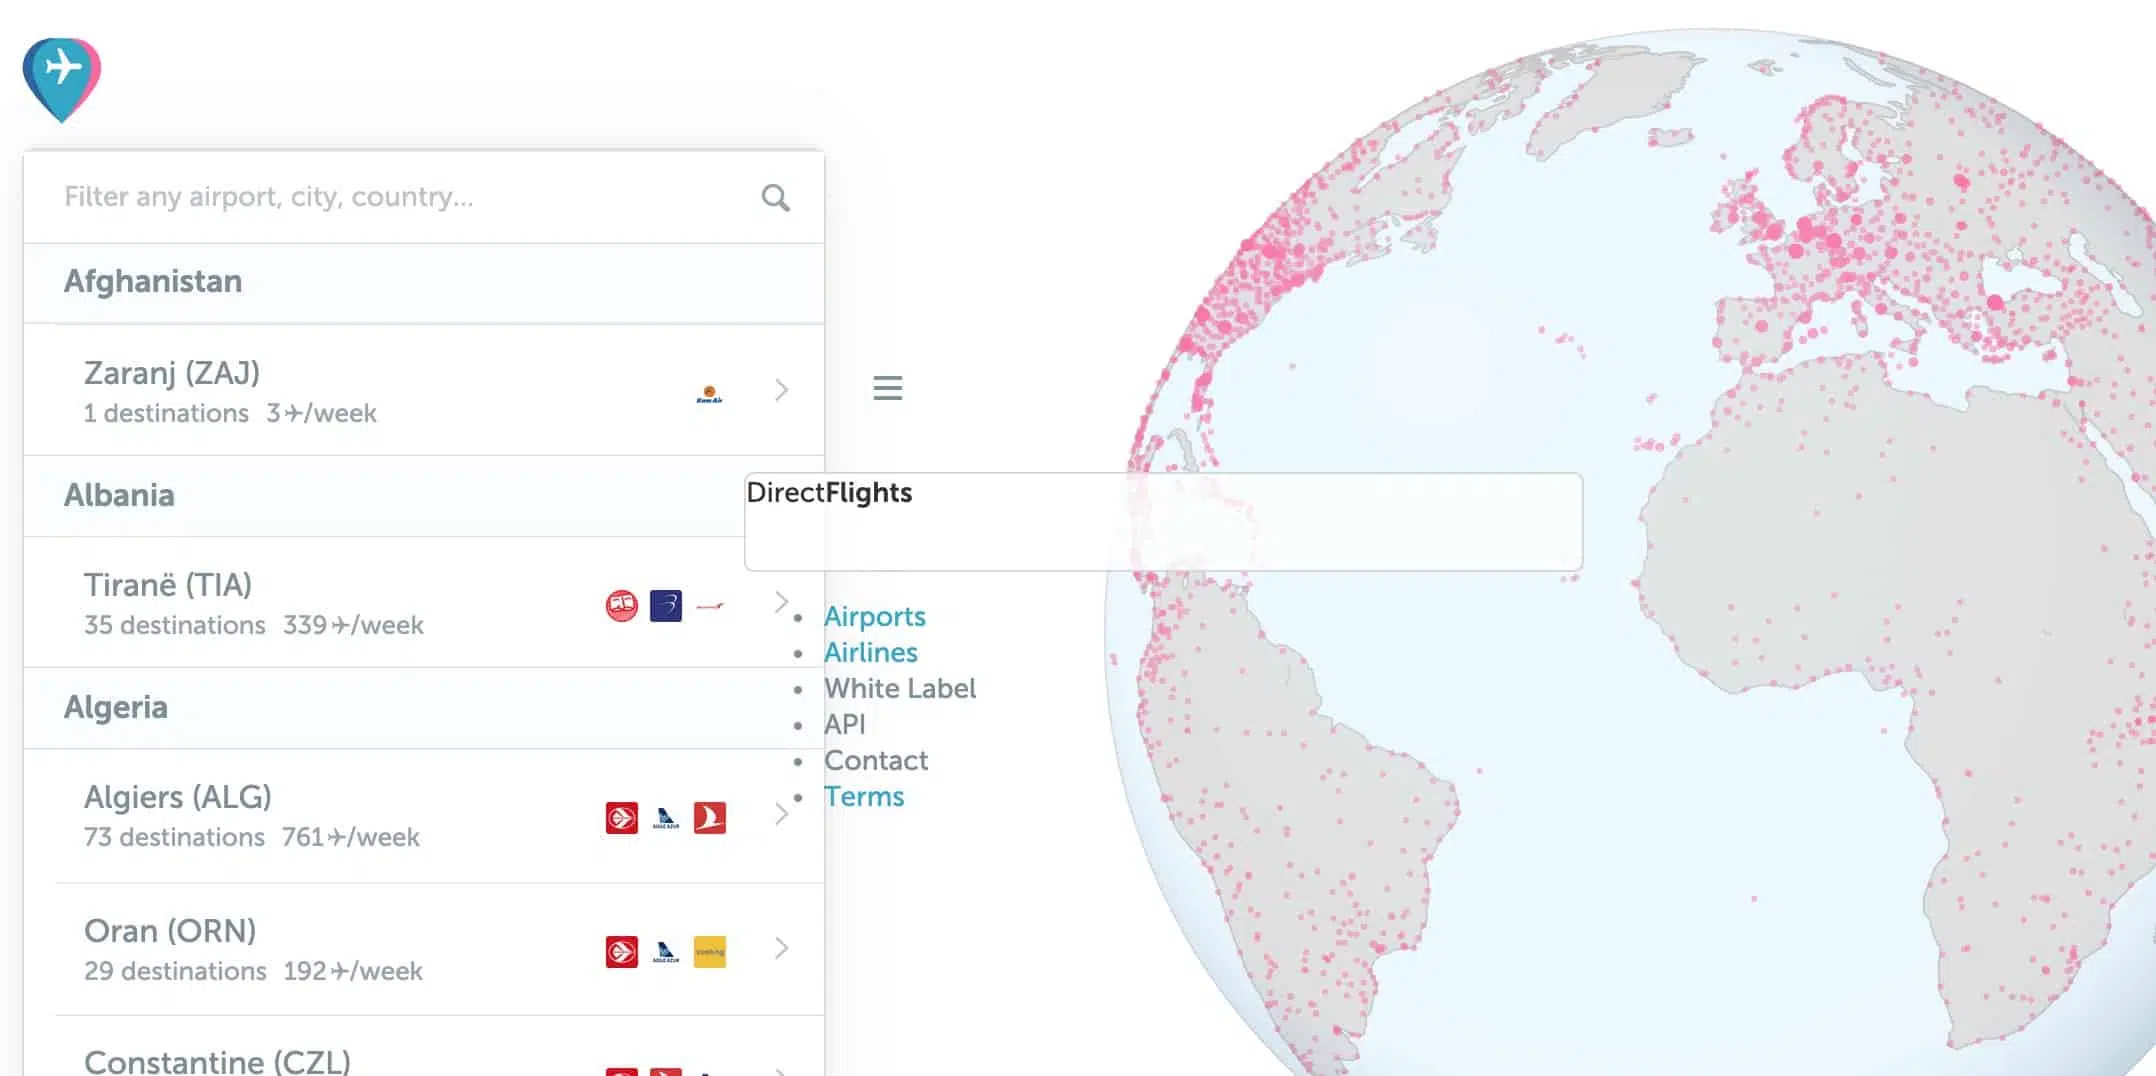 Filter any airport, city, country...
Afghanistan
Zaranj (ZAJ)
1 destinations 3✈/week
Albania
Tiranë (TIA)
35 destinations 339✈/week
Algeria
Algiers (ALG)
73 destinations 761✈/week
Oran (ORN)
29 destinations 192✈/week
Constantine (CZL)
DirectFlights
Airports
Airlines
White Label
API
Contact
Terms